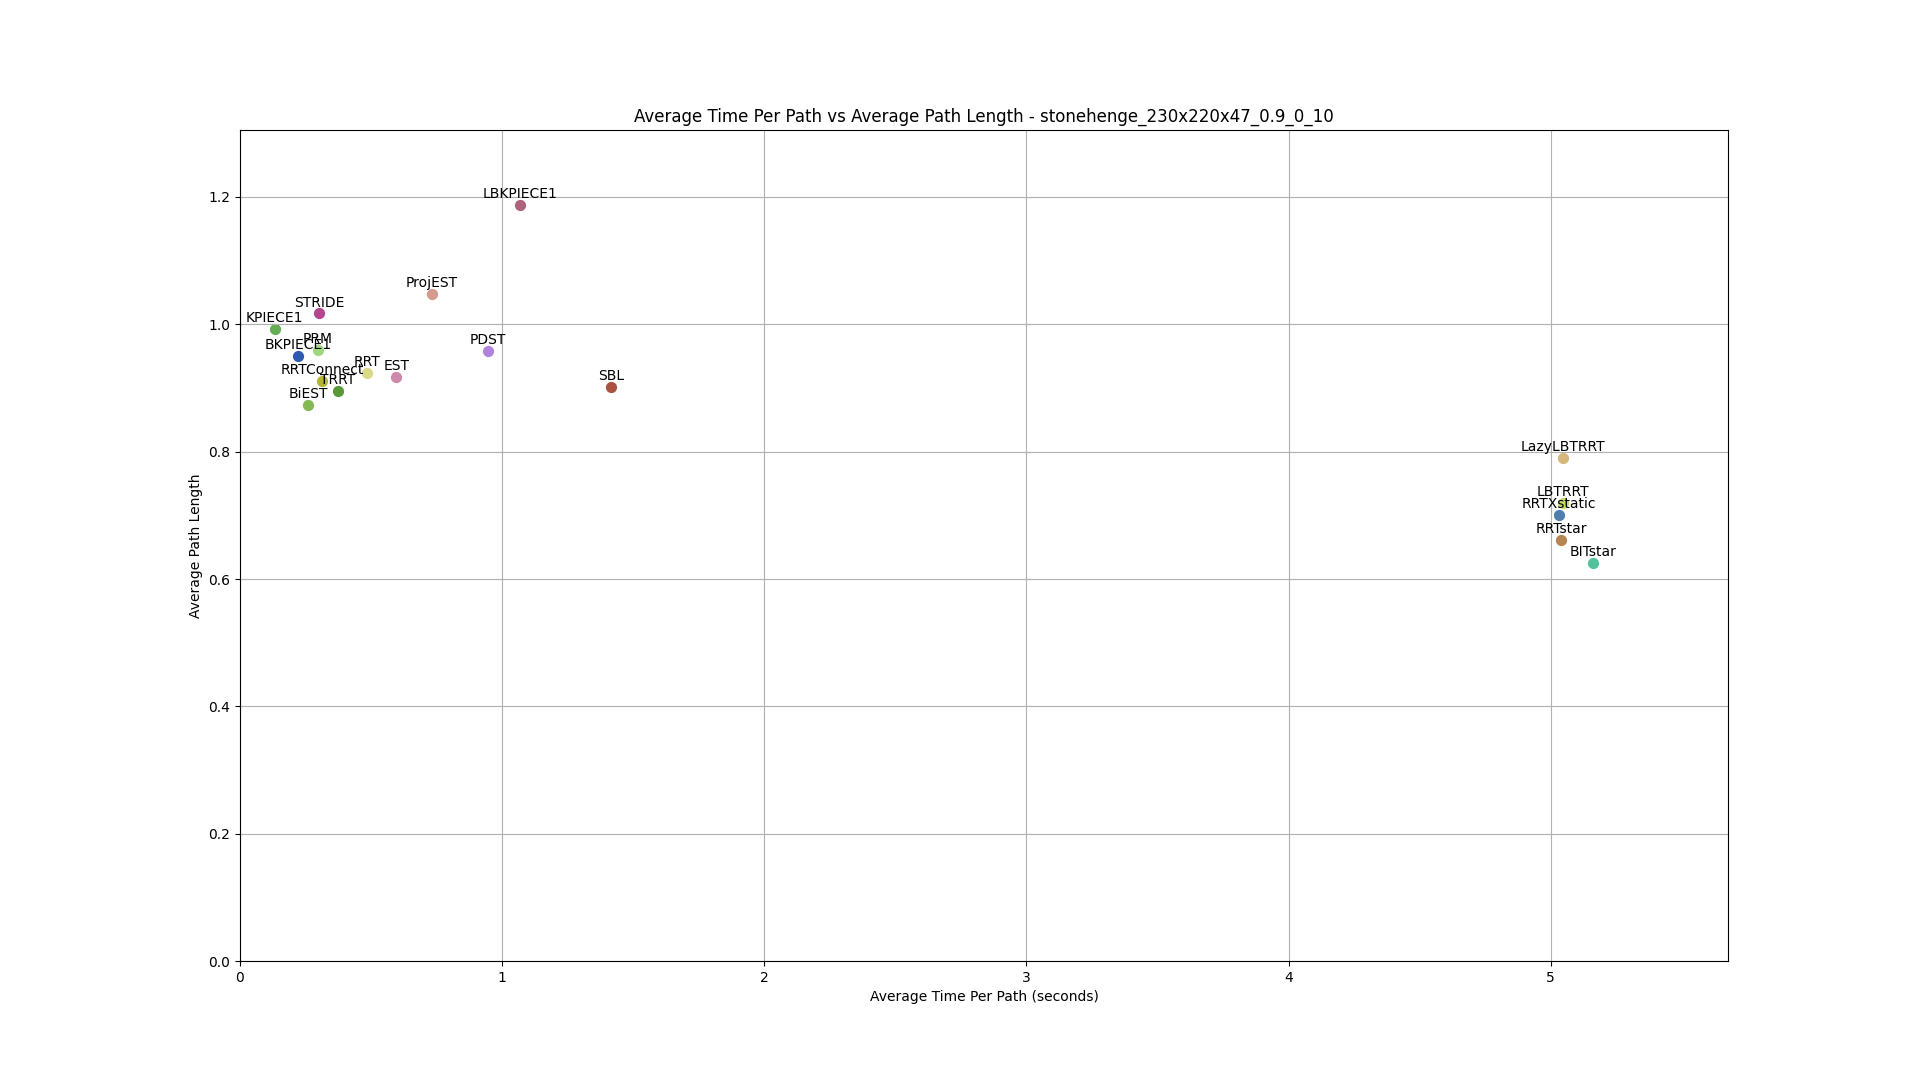 Average Time Per Path vs Average Path Length - stonehenge_230x220x47_0.9_0_10
1.2
1.0
0.8
0.6
0.4
0.2
0.0
Average Path Length
LBKPIECE1
ProjEST
STRIDE
KPIECE1
PRM
PDST
BKPIECE1
RRT
EST
RRTConnect
SBL
TRRT
BiEST
LazyLBTRRT
LBTRRT
RRTXstatic
RRTstar
BITstar
0 1 2 3 4 5
Average Time Per Path (seconds)